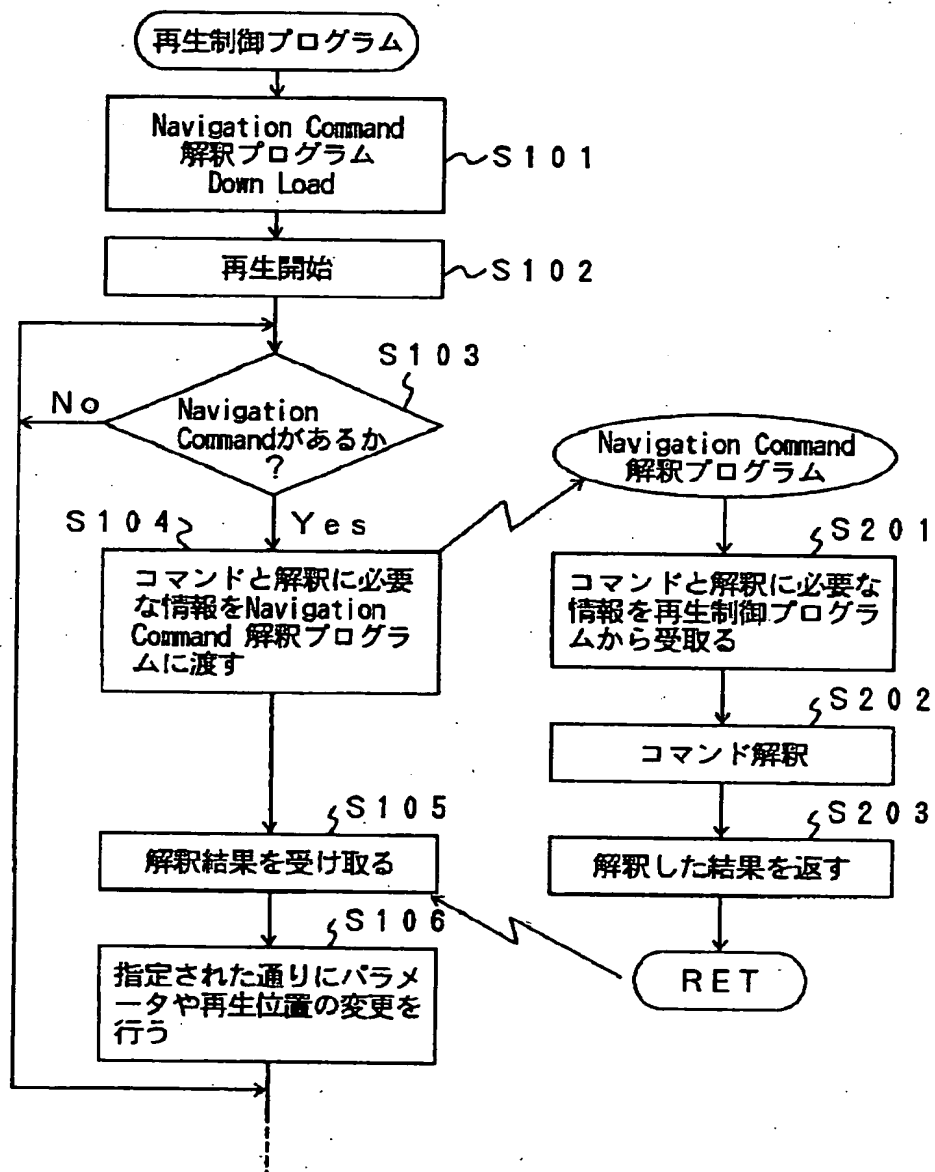 再生制御プログラム
Navigation Command
解釈プログラム
Down Load
S101
再生開始
S102
S103
No
Navigation
Commandがあるか
?
Yes
S104
コマンドと解釈に必要
な情報をNavigation
Command 解釈プログラ
ムに渡す
S105
解釈結果を受け取る
S106
指定された通りにパラメ
ータや再生位置の変更を
行う
Navigation Command
解釈プログラム
S201
コマンドと解釈に必要な
情報を再生制御プログラ
ムから受取る
S202
コマンド解釈
S203
解釈した結果を返す
RET